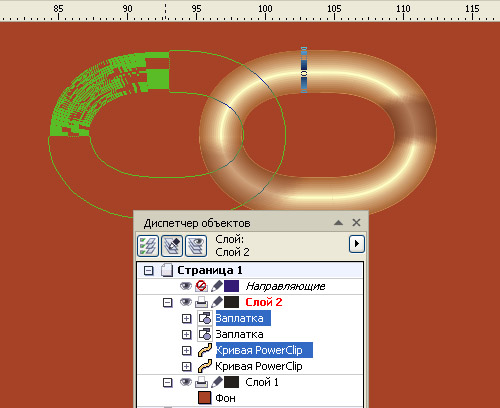 85 90 95 100 105 110 115
Диспетчер объектов
Слой:
Слой 2
Страница 1
Направляющие
Слой 2
Заплатка
Заплатка
Кривая PowerClip
Кривая PowerClip
Слой 1
Фон